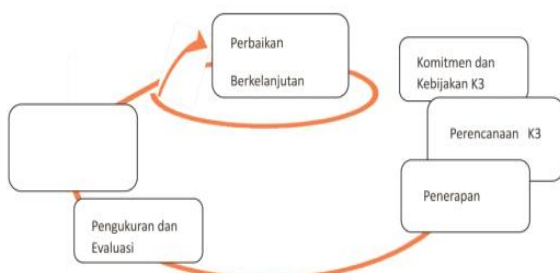 Perbaikan
Berkelanjutan
Komitmen dan
Kebijakan K3
Perencanaan K3
Penerapan
Pengukuran dan
Evaluasi